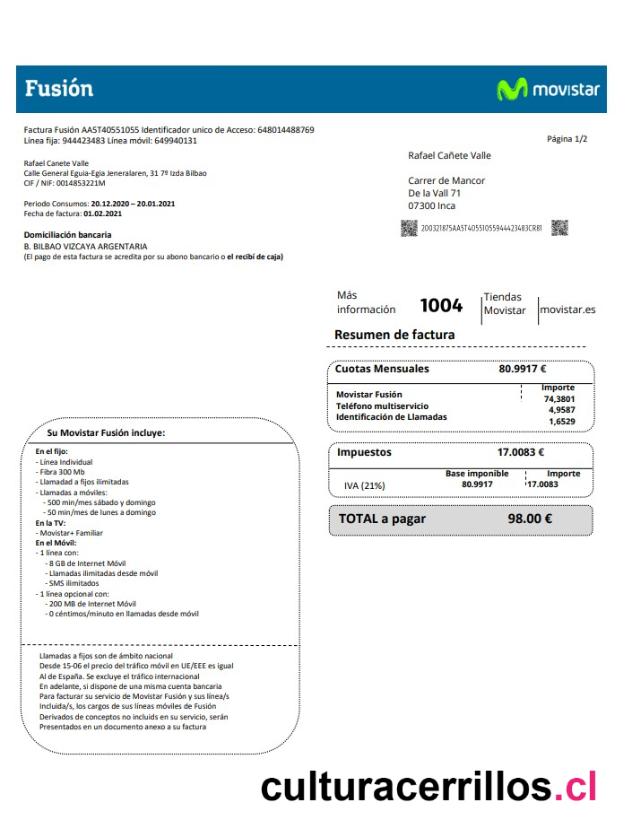 Fusión
movistar
Factura Fusión AA5T40551055 Identificador unico de Acceso: 648014488769
Línea fija: 944423483 Línea móvil: 649940131
Página 1/2
Rafael Canete Valle
Calle General Eguia-Egia Jeneralaren, 31 7º Izda Bilbao
CIF / NIF: 0014853221M
Rafael Cañete Valle
Carrer de Mancor
De la Vall 71
07300 Inca
200321875AA5T40551055944423483CR81
Periodo Consumos: 20.12.2020 – 20.01.2021
Fecha de factura: 01.02.2021
Domiciliación bancaria
B. BILBAO VIZCAYA ARGENTARIA
(El pago de esta factura se acredita por su abono bancario o el recibí de caja)
Más información
1004
Tiendas Movistar
movistar.es
Resumen de factura
Cuotas Mensuales 80.9917 €
Importe
Movistar Fusión 74,3801
Teléfono multiservicio 4,9587
Identificación de Llamadas 1,6529
Impuestos 17.0083 €
Base imponible Importe
IVA (21%) 80.9917 17.0083
TOTAL a pagar 98.00 €
Su Movistar Fusión incluye:
En el fijo:
- Línea Individual
- Fibra 300 Mb
- Llamadad a fijos ilimitadas
- Llamadas a móviles:
- 500 min/mes sábado y domingo
- 50 min/mes de lunes a domingo
En la TV:
- Movistar+ Familiar
En el Móvil:
- 1 línea con:
- 8 GB de Internet Móvil
- Llamadas ilimitadas desde móvil
- SMS ilimitados
- 1 línea opcional con:
- 200 MB de Internet Móvil
- 0 céntimos/minuto en llamadas desde móvil
Llamadas a fijos son de ámbito nacional
Desde 15-06 el precio del tráfico móvil en UE/EEE es igual
Al de España. Se excluye el tráfico internacional
En adelante, si dispone de una misma cuenta bancaria
Para facturar su servicio de Movistar Fusión y sus línea/s
Incluida/s, los cargos de sus líneas móviles de Fusión
Derivados de conceptos no incluids en su servicio, serán
Presentados en un documento anexo a su factura
culturacerrillos.cl